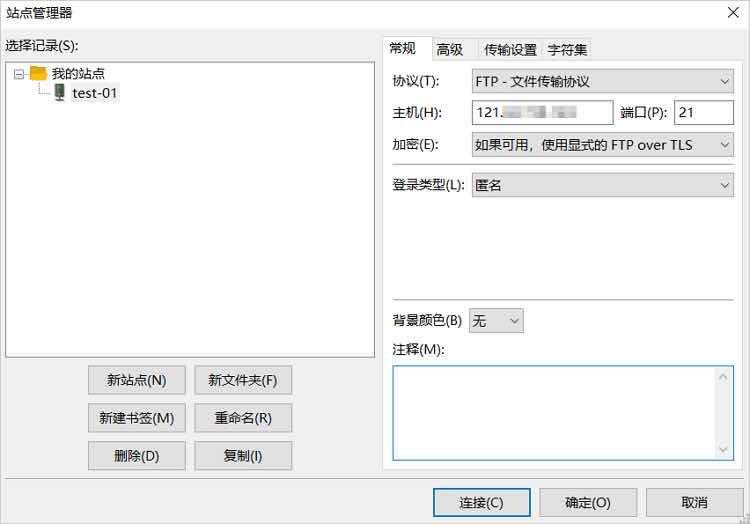 站点管理器
选择记录(S):
我的站点
test-01
新站点(N)
新文件夹(F)
新建书签(M)
重命名(R)
删除(D)
复制(I)
常规
高级
传输设置
字符集
协议(T):
FTP - 文件传输协议
主机(H):
121.
端口(P):
21
加密(E):
如果可用，使用显式的 FTP over TLS
登录类型(L):
匿名
背景颜色(B)
无
注释(M):
连接(C)
确定(O)
取消